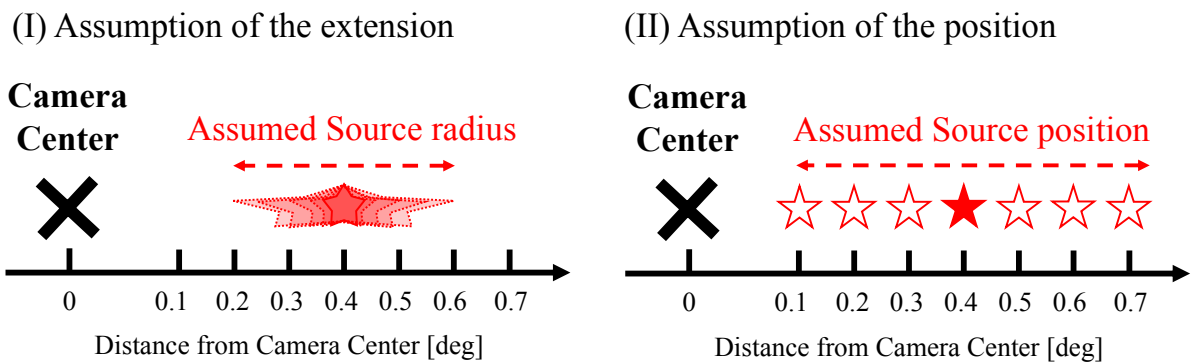 (I) Assumption of the extension
Camera
Center
Assumed Source radius
0 0.1 0.2 0.3 0.4 0.5 0.6 0.7
Distance from Camera Center [deg]
(II) Assumption of the position
Camera
Center
Assumed Source position
0 0.1 0.2 0.3 0.4 0.5 0.6 0.7
Distance from Camera Center [deg]